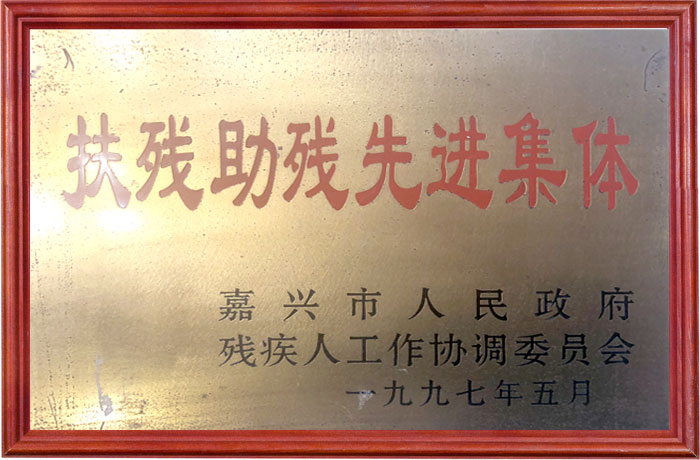 扶残助残先进集体
嘉兴市人民政府
残疾人工作协调委员会
一九九七年五月